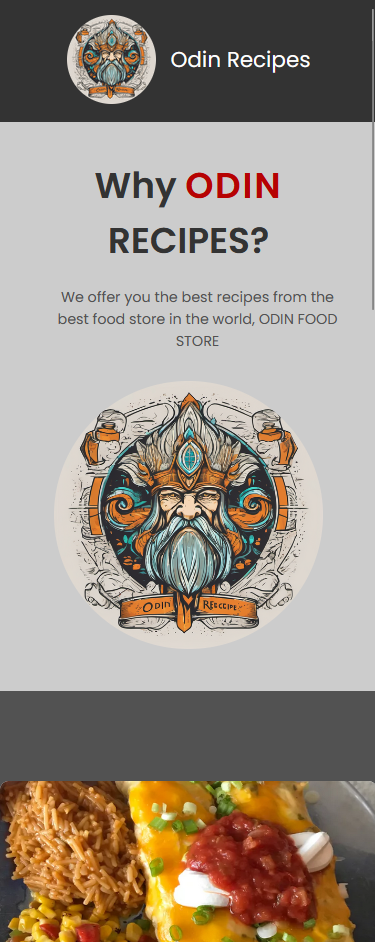 Odin Recipes
Why ODIN
RECIPES?
We offer you the best recipes from the
best food store in the world, ODIN FOOD
STORE
ODIN